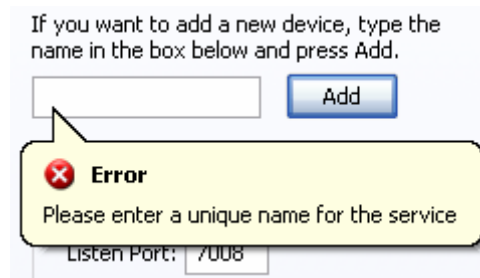 If you want to add a new device, type the
name in the box below and press Add.
Add
Error
Please enter a unique name for the service
Listen Port: 7008